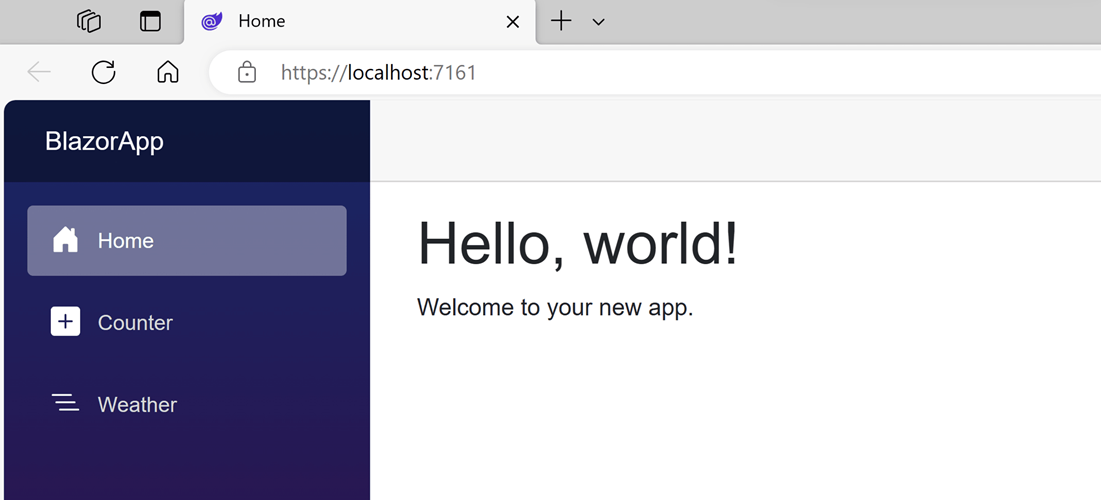 Home
https://localhost:7161
BlazorApp
Home
Counter
Weather
Hello, world!
Welcome to your new app.